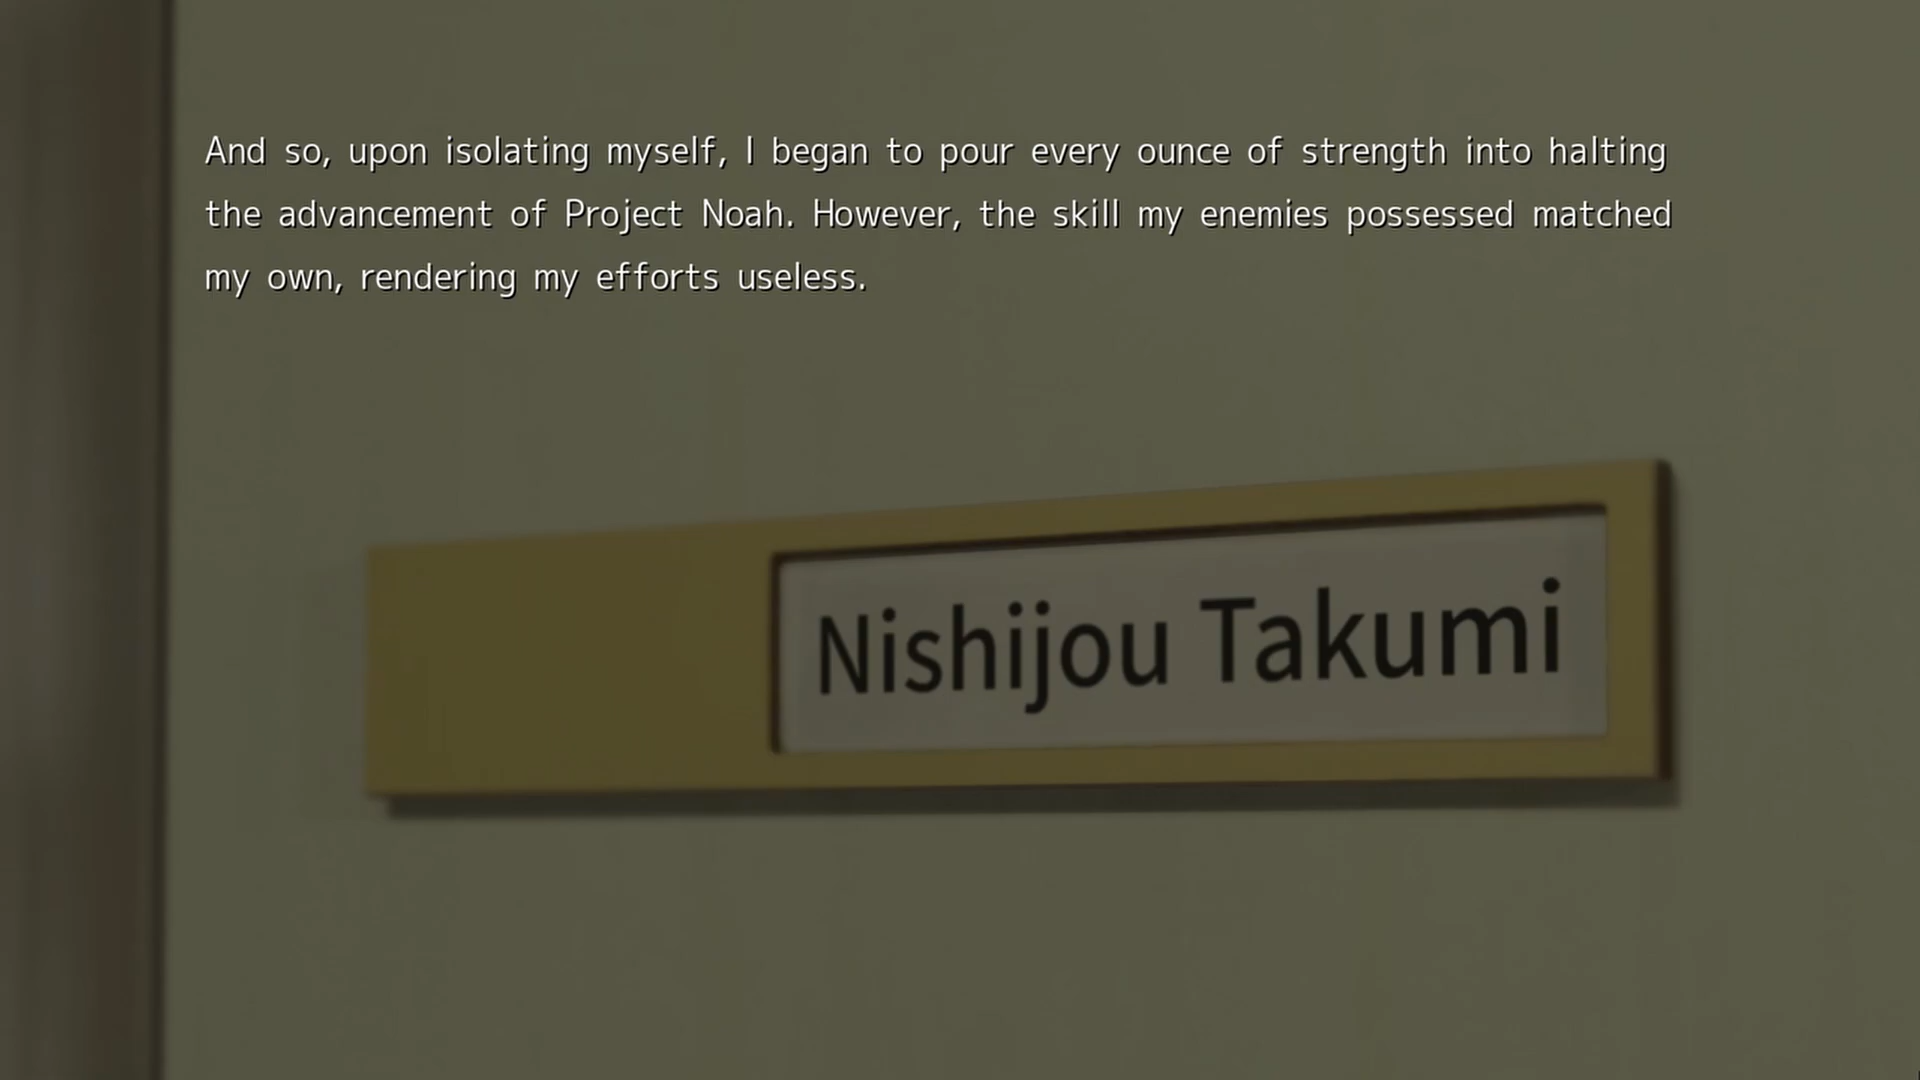 And so, upon isolating myself, I began to pour every ounce of strength into halting
the advancement of Project Noah. However, the skill my enemies possessed matched
my own, rendering my efforts useless.
Nishijou Takumi